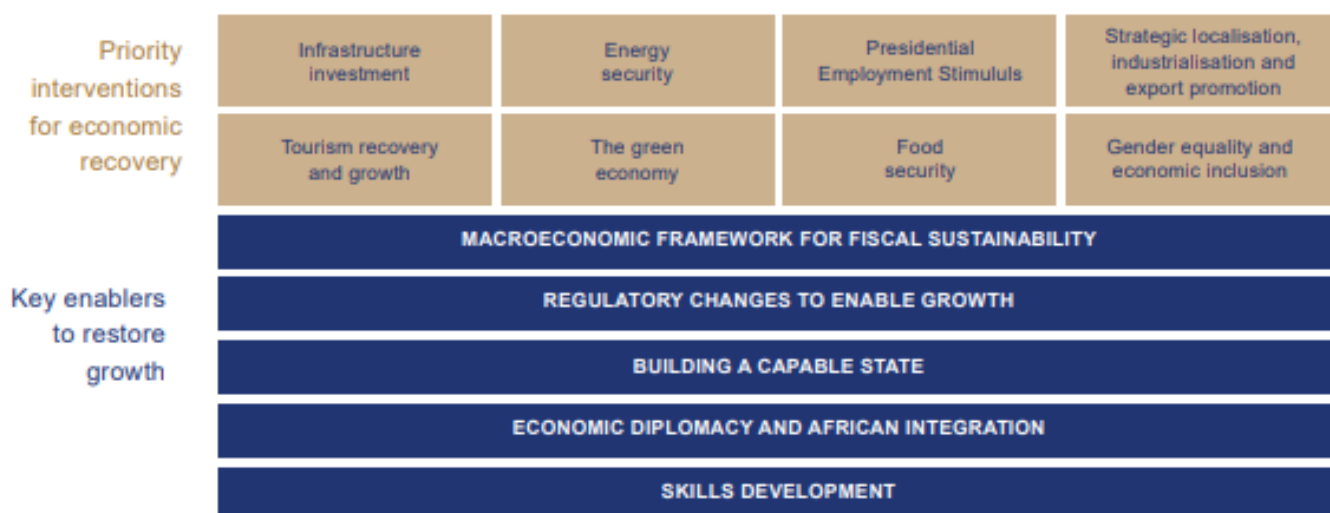 Priority
interventions
for economic
recovery
Infrastructure
investment
Energy
security
Presidential
Employment Stimululs
Strategic localisation,
industrialisation and
export promotion
Tourism recovery
and growth
The green
economy
Food
security
Gender equality and
economic inclusion
Key enablers
to restore
growth
MACROECONOMIC FRAMEWORK FOR FISCAL SUSTAINABILITY
REGULATORY CHANGES TO ENABLE GROWTH
BUILDING A CAPABLE STATE
ECONOMIC DIPLOMACY AND AFRICAN INTEGRATION
SKILLS DEVELOPMENT